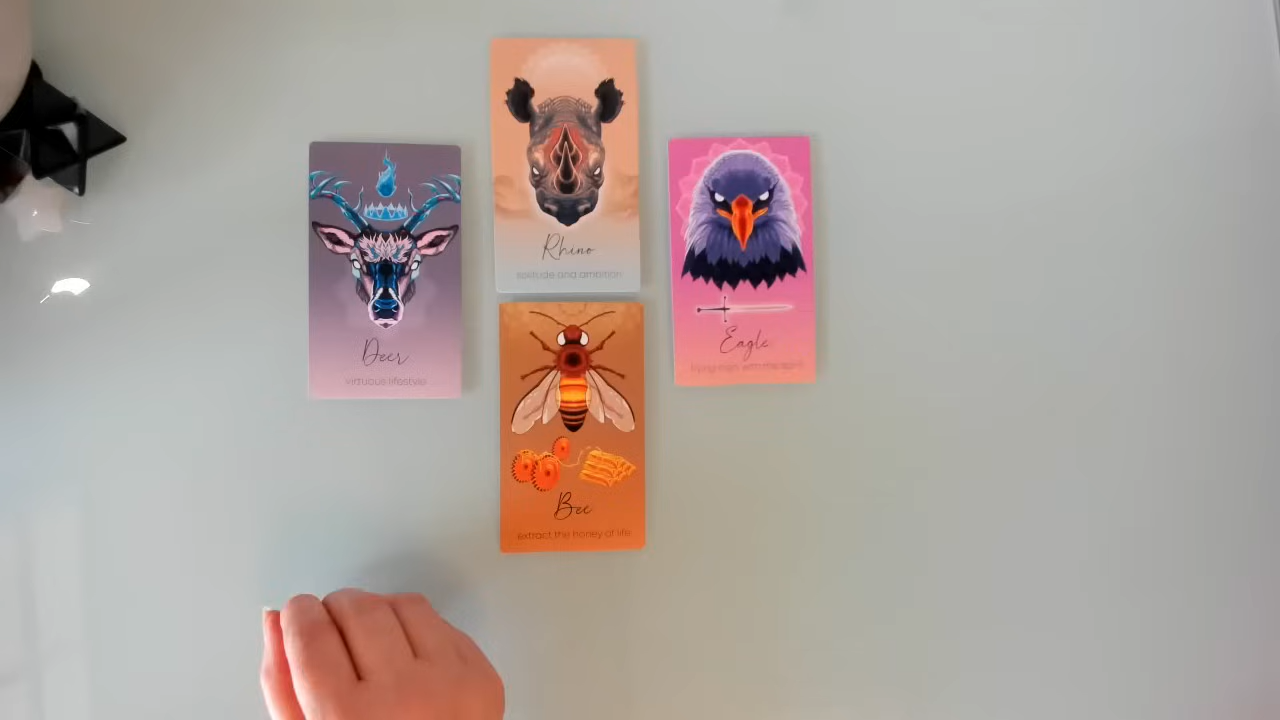 Rhino
solitude and ambition
Deer
virtuous lifestyle
Eagle
Bee
extract the honey of life